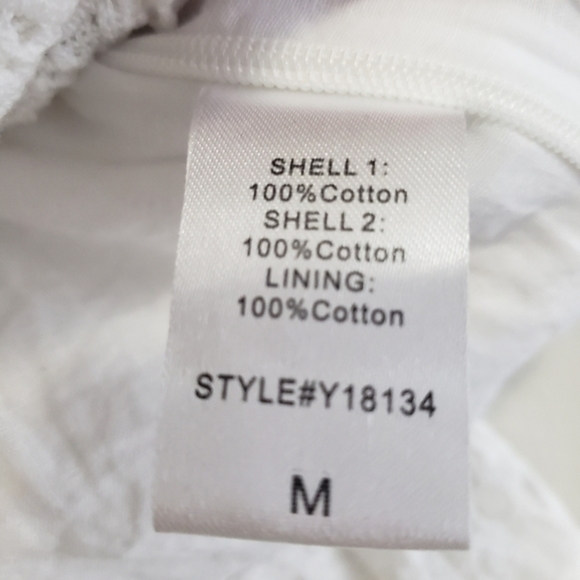 SHELL 1:
100%Cotton
SHELL 2:
100%Cotton
LINING:
100%Cotton
STYLE#Y18134
M